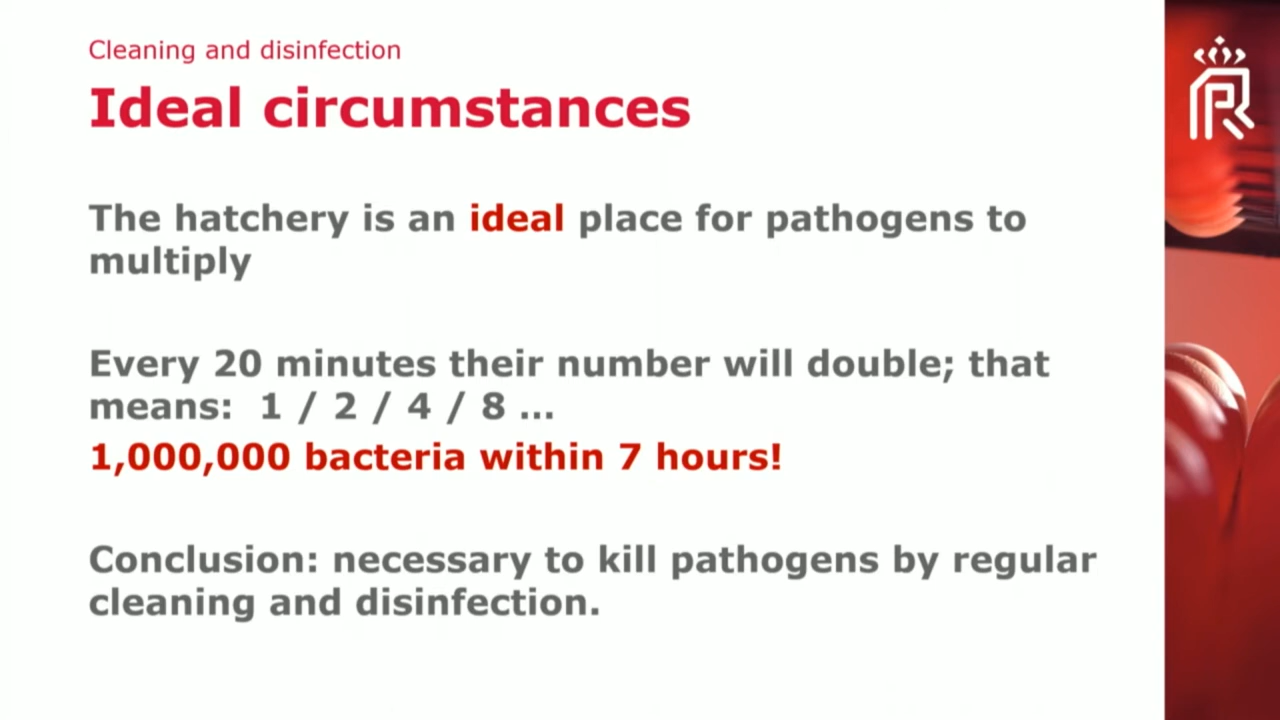 Cleaning and disinfection
Ideal circumstances
The hatchery is an ideal place for pathogens to
multiply
Every 20 minutes their number will double; that
means:  1 / 2 / 4 / 8 ...
1,000,000 bacteria within 7 hours!
Conclusion: necessary to kill pathogens by regular
cleaning and disinfection.